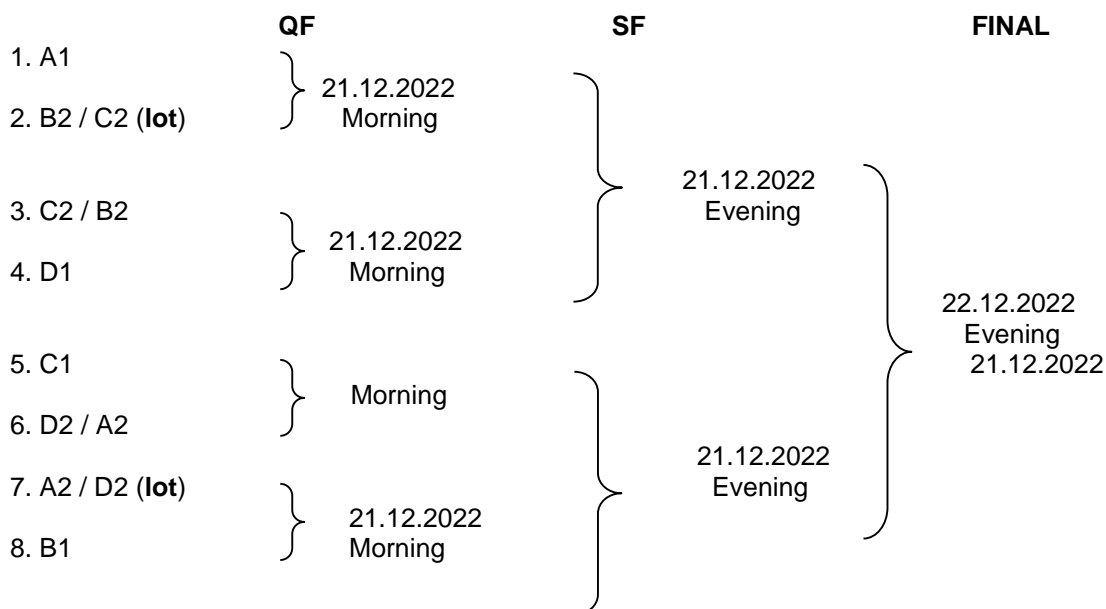 QF SF FINAL
1. A1
21.12.2022
Morning
2. B2 / C2 (lot)
21.12.2022
Evening
3. C2 / B2
21.12.2022
Morning
4. D1
22.12.2022
Evening
21.12.2022
5. C1
Morning
6. D2 / A2
21.12.2022
Evening
7. A2 / D2 (lot)
21.12.2022
Morning
8. B1